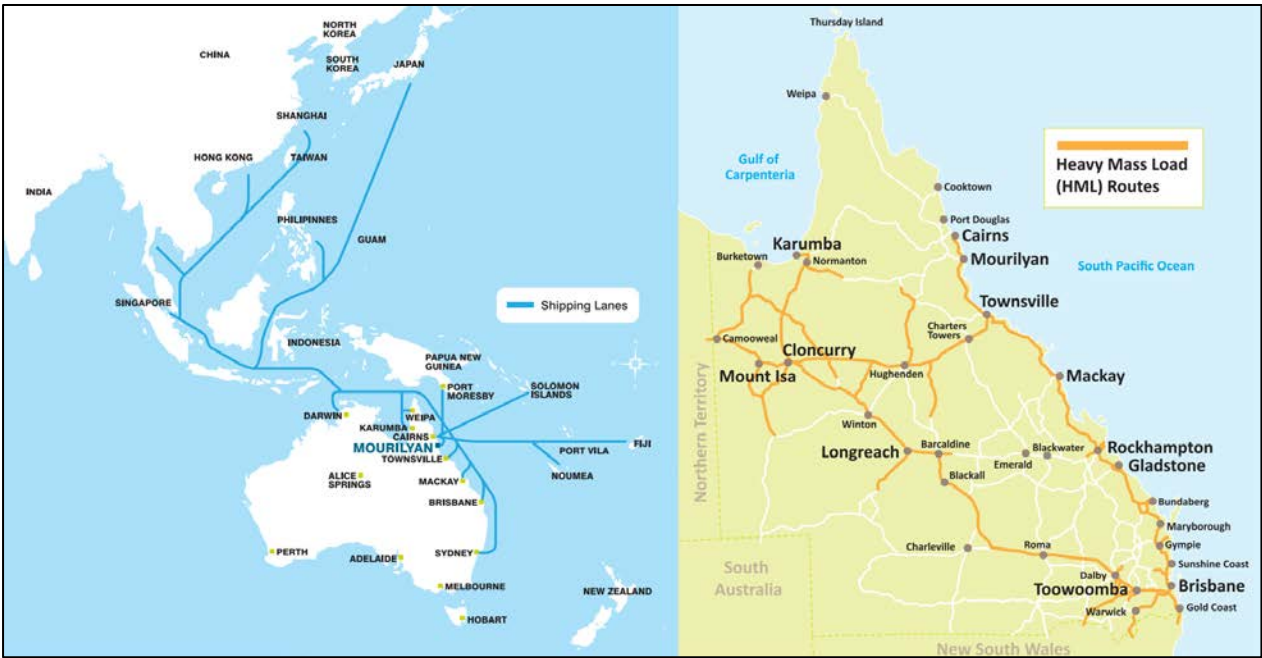 NORTH
KOREA
CHINA
SOUTH
KOREA
JAPAN
SHANGHAI
HONG KONG
TAIWAN
INDIA
PHILIPINNES
GUAM
SINGAPORE
Shipping Lanes
INDONESIA
PAPUA NEW
GUINEA
PORT
MORESBY
SOLOMON
ISLANDS
DARWIN
WEIPA
KARUMBA
CAIRNS
MOURILYAN
FIJI
PORT VILA
TOWNSVILLE
NOUMEA
ALICE
SPRINGS
MACKAY
BRISBANE
PERTH
ADELAIDE
SYDNEY
MELBOURNE
NEW ZEALAND
HOBART
Thursday Island
Weipa
Heavy Mass Load
(HML) Routes
Gulf of
Carpenteria
Cooktown
Port Douglas
Cairns
Karumba
Burketown
Normanton
Mourilyan
South Pacific Ocean
Townsville
Camooweal
Charters
Towers
Cloncurry
Mount Isa
Hughenden
Mackay
Northern Territory
Winton
Longreach
Barcaldine
Blackwater
Emerald
Rockhampton
Gladstone
Blackall
Bundaberg
Maryborough
Charleville
Roma
Gympie
Sunshine Coast
South
Australia
Dalby
Toowoomba
Brisbane
Warwick
Gold Coast
New South Wales